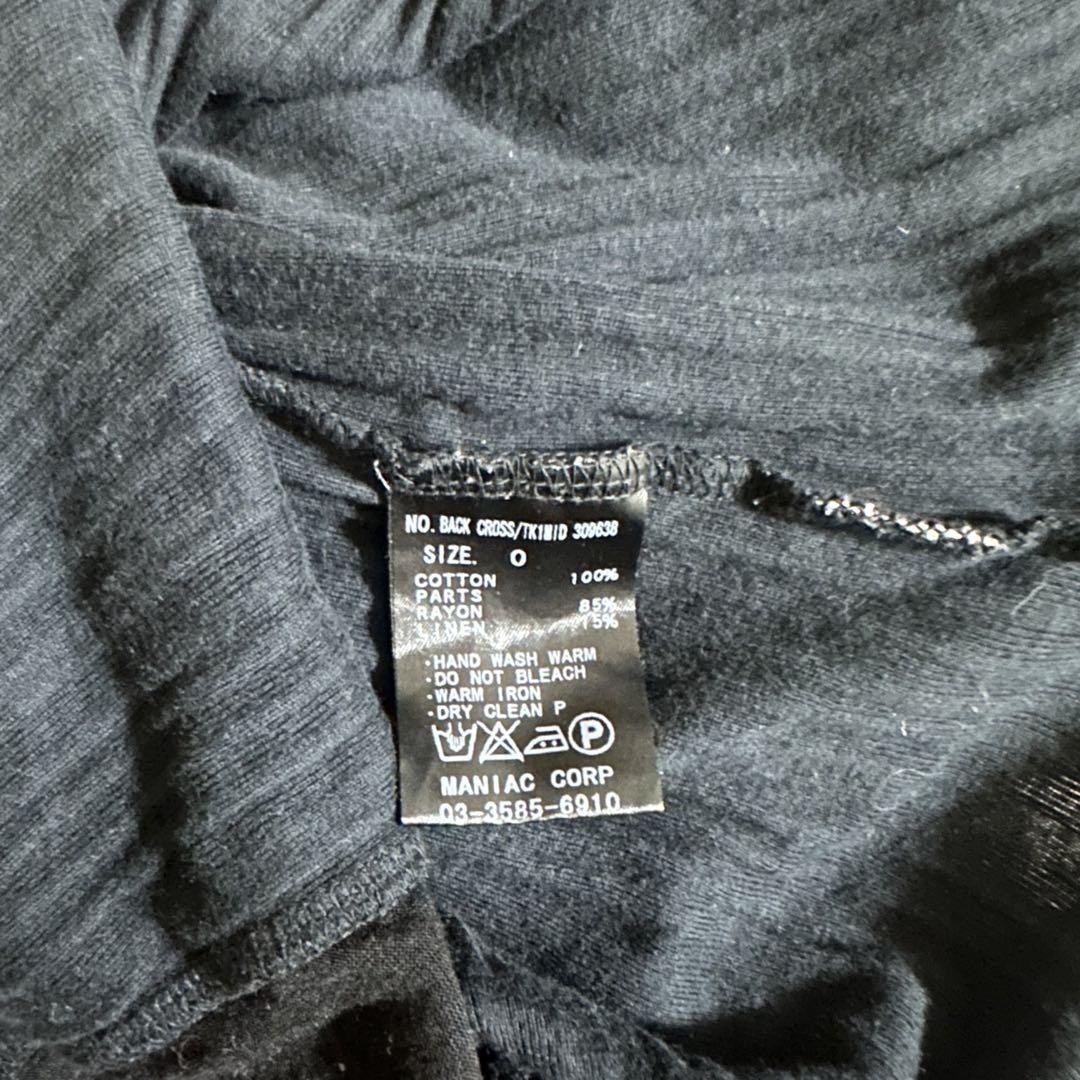 NO. BACK CROSS/TK1MID 309638
SIZE. 0
COTTON 100%
PARTS
RAYON 85%
LINEN 15%
·HAND WASH WARM
·DO NOT BLEACH
·WARM IRON
·DRY CLEAN P
P
MANIAC CORP
03-3585-6910